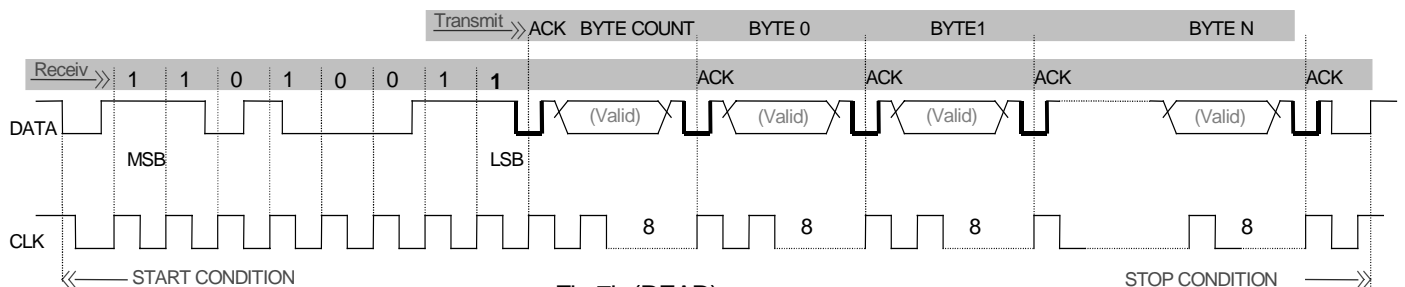 Transmit ACK BYTE COUNT BYTE 0 BYTE1 BYTE N
Receiv 1 1 0 1 0 0 1 1 ACK ACK ACK ACK
DATA (Valid) (Valid) (Valid) (Valid)
MSB LSB
CLK 8 8 8 8
START CONDITION STOP CONDITION